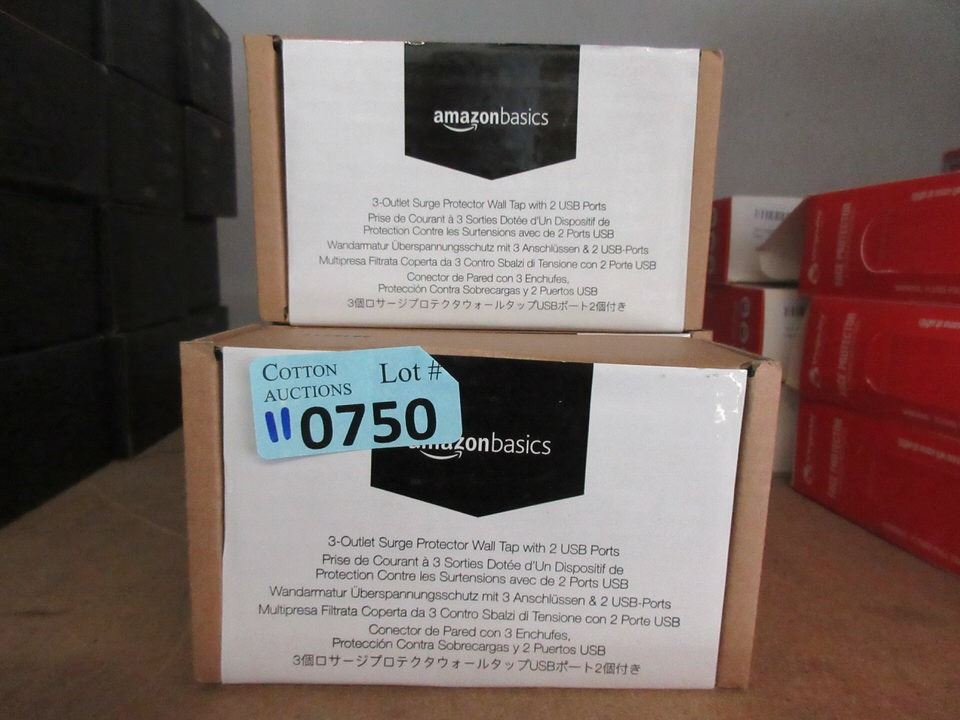 amazonbasics
3-Outlet Surge Protector Wall Tap with 2 USB Ports
Prise de Courant à 3 Sorties Dotée d'Un Dispositif de
Protection Contre les Surtensions avec de 2 Ports USB
Wandarmatur Überspannungsschutz mit 3 Anschlüssen & 2 USB-Ports
Multipresa Filtrata Coperta da 3 Contro Sbalzi di Tensione con 2 Porte USB
Conector de Pared con 3 Enchufes,
Protección Contra Sobrecargas y 2 Puertos USB
3個ロサージプロテクタウォールタップUSBポート2個付き
COTTON
AUCTIONS
Lot #
110750
amazonbasics
3-Outlet Surge Protector Wall Tap with 2 USB Ports
Prise de Courant à 3 Sorties Dotée d'Un Dispositif de
Protection Contre les Surtensions avec de 2 Ports USB
Wandarmatur Überspannungsschutz mit 3 Anschlüssen & 2 USB-Ports
Multipresa Filtrata Coperta da 3 Contro Sbalzi di Tensione con 2 Porte USB
Conector de Pared con 3 Enchufes,
Protección Contra Sobrecargas y 2 Puertos USB
3個ロサージプロテクタウォールタップUSBポート2個付き